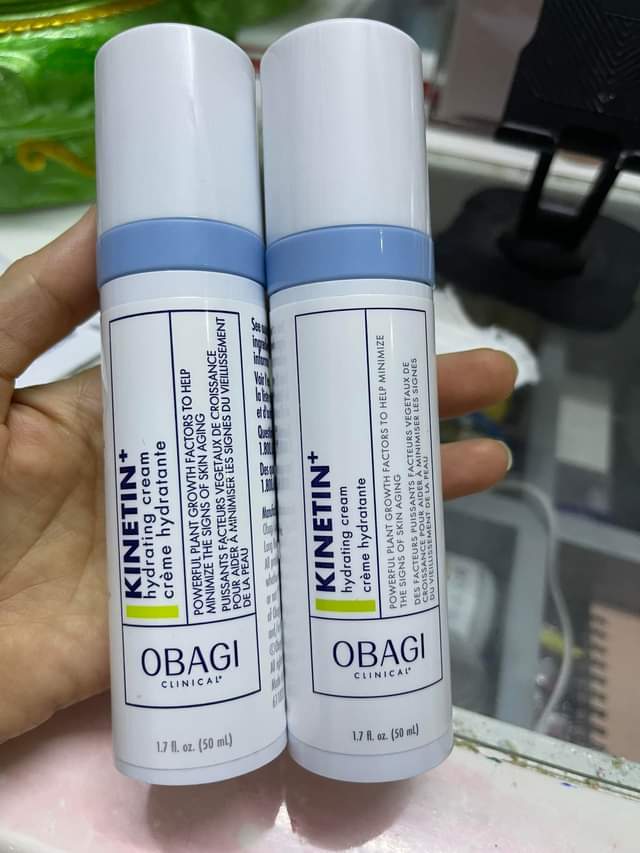 KINETIN+
hydrating cream
crème hydratante
POWERFUL PLANT GROWTH FACTORS TO HELP
MINIMIZE THE SIGNS OF SKIN AGING
PUISSANTS FACTEURS VÉGÉTAUX DE CROISSANCE
POUR AIDER À MINIMISER LES SIGNES DU VIEILLISSEMENT
DE LA PEAU
OBAGI
CLINICAL®
1.7 fl. oz. (50 mL)
See
Voir
KINETIN+
hydrating cream
crème hydratante
POWERFUL PLANT GROWTH FACTORS TO HELP MINIMIZE
THE SIGNS OF SKIN AGING
DES FACTEURS PUISSANTS FACTEURS VEGETAUX DE
CROISSANCE POUR AIDER À MINIMISER LES SIGNES
DU VIEILLISSEMENT DE LA PEAU
OBAGI
CLINICAL®
1.7 fl. oz. (50 mL)